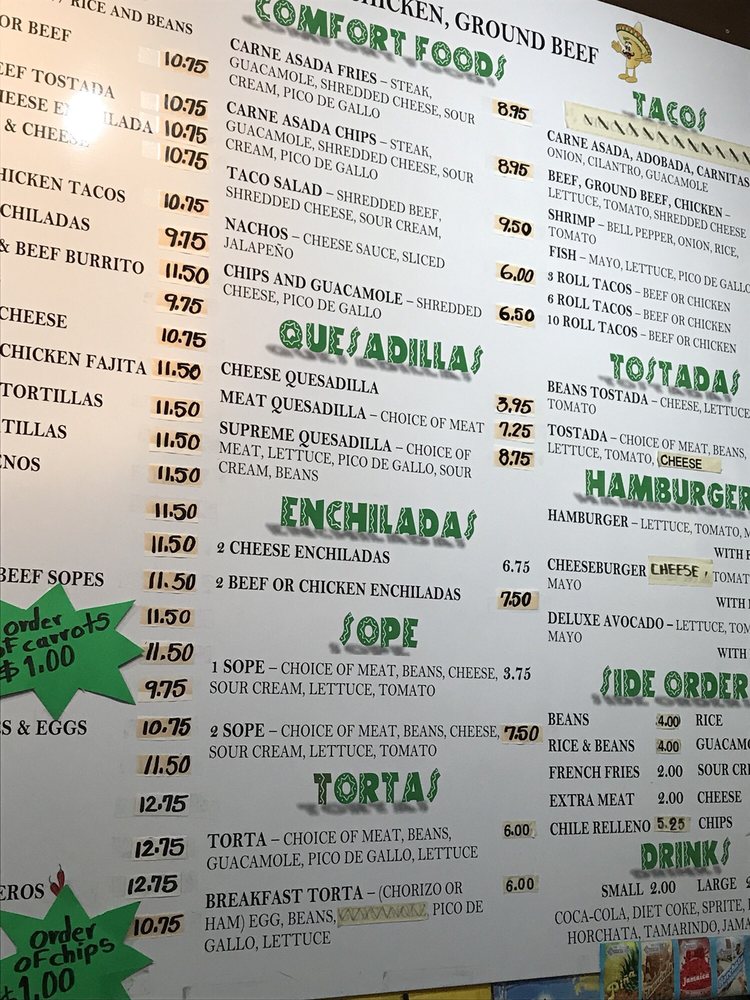 RICE AND BEANS
OR BEEF
10.75
TOSTADA
10.75
10.75
& CHEESE
10.75
CHICKEN TACOS
10.75
9.75
& BEEF BURRITO
11.50
9.75
CHEESE
10.75
CHICKEN FAJITA
11.50
TORTILLAS
11.50
11.50
11.50
11.50
11.50
BEEF SOPES
11.50
order
of carrots
$1.00
11.50
11.50
9.75
& EGGS
10.75
11.50
12.75
12.75
12.75
10.75
Order
of chips
1.00
CHICKEN, GROUND BEEF
COMFORT FOODS
CARNE ASADA FRIES – STEAK,
GUACAMOLE, SHREDDED CHEESE, SOUR
CREAM, PICO DE GALLO
8.95
CARNE ASADA CHIPS – STEAK,
GUACAMOLE, SHREDDED CHEESE, SOUR
CREAM, PICO DE GALLO
8.95
TACO SALAD – SHREDDED BEEF,
SHREDDED CHEESE, SOUR CREAM,
9.50
NACHOS – CHEESE SAUCE, SLICED
JALAPEÑO
6.00
CHIPS AND GUACAMOLE – SHREDDED
CHEESE, PICO DE GALLO
6.50
QUESADILLAS
CHEESE QUESADILLA
3.95
MEAT QUESADILLA – CHOICE OF MEAT
7.25
SUPREME QUESADILLA – CHOICE OF
MEAT, LETTUCE, PICO DE GALLO, SOUR
CREAM, BEANS
8.75
ENCHILADAS
2 CHEESE ENCHILADAS
6.75
2 BEEF OR CHICKEN ENCHILADAS
7.50
SOPE
1 SOPE – CHOICE OF MEAT, BEANS, CHEESE, 3.75
SOUR CREAM, LETTUCE, TOMATO
2 SOPE – CHOICE OF MEAT, BEANS, CHEESE, 7.50
SOUR CREAM, LETTUCE, TOMATO
TORTAS
TORTA – CHOICE OF MEAT, BEANS,
GUACAMOLE, PICO DE GALLO, LETTUCE
6.00
BREAKFAST TORTA – (CHORIZO OR
HAM) EGG, BEANS, PICO DE
GALLO, LETTUCE
6.00
TACOS
CARNE ASADA, ADOBADA, CARNITAS
ONION, CILANTRO, GUACAMOLE
BEEF, GROUND BEEF, CHICKEN –
LETTUCE, TOMATO, SHREDDED CHEESE
SHRIMP – BELL PEPPER, ONION, RICE,
TOMATO
FISH – MAYO, LETTUCE, PICO DE GALLO
3 ROLL TACOS – BEEF OR CHICKEN
6 ROLL TACOS – BEEF OR CHICKEN
10 ROLL TACOS – BEEF OR CHICKEN
TOSTADAS
BEANS TOSTADA – CHEESE, LETTUCE
TOMATO
TOSTADA – CHOICE OF MEAT, BEANS,
LETTUCE, TOMATO, CHEESE
HAMBURGER
HAMBURGER – LETTUCE, TOMATO,
WITH
CHEESEBURGER CHEESE, TOMAT
MAYO
WITH
DELUXE AVOCADO – LETTUCE, TOM
MAYO
WITH
SIDE ORDER
BEANS 4.00 RICE
RICE & BEANS 4.00 GUACAM
FRENCH FRIES 2.00 SOUR CR
EXTRA MEAT 2.00 CHEESE
CHILE RELLENO 5.25 CHIPS
DRINKS
SMALL 2.00 LARGE
COCA-COLA, DIET COKE, SPRITE,
HORCHATA, TAMARINDO, JAMA
Piña
Jamaica